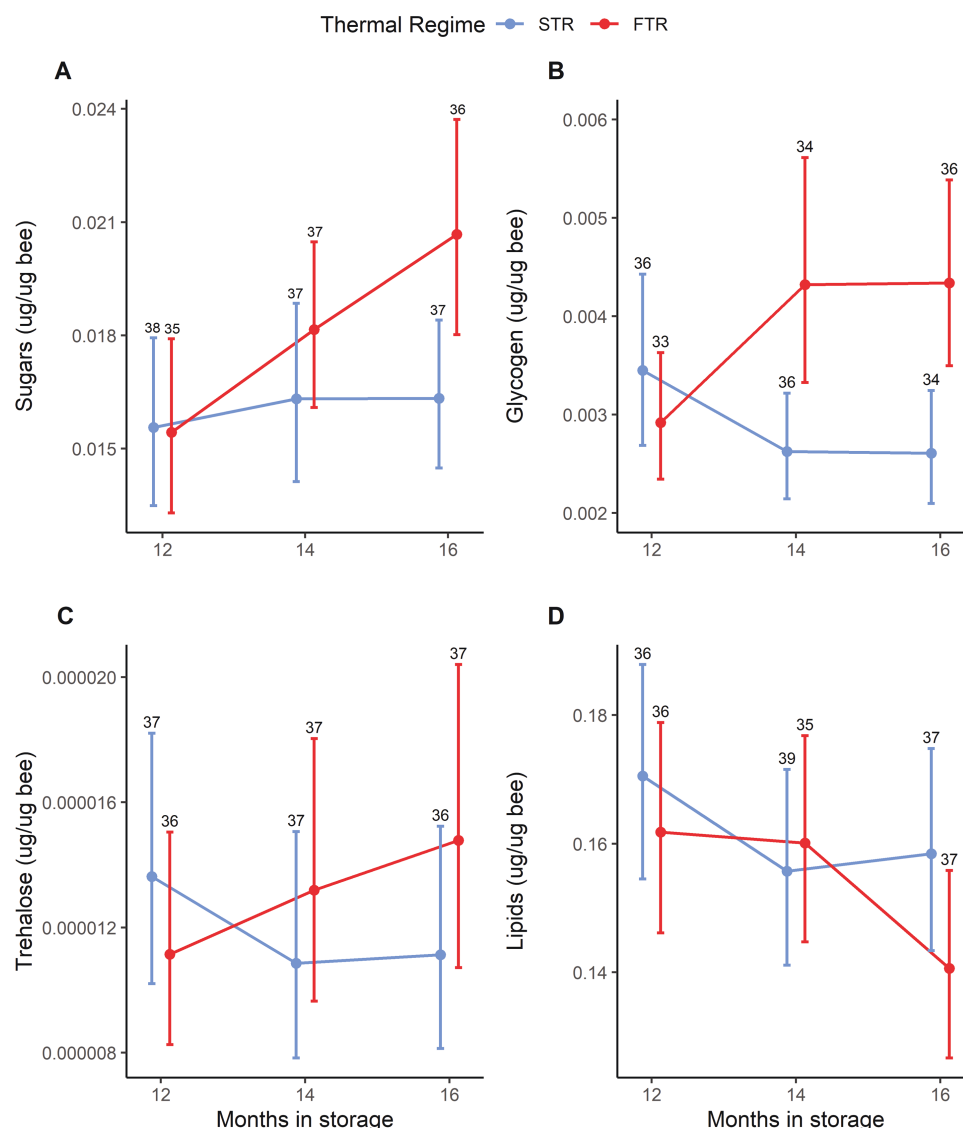 Thermal Regime STR FTR
A
B
0.024
0.021
0.018
0.015
Sugars (ug/ug bee)
38 35
37
37
36
37
12 14 16
0.006
0.005
0.004
0.003
0.002
Glycogen (ug/ug bee)
36
33
34
36
36
34
12 14 16
C
D
0.000020
0.000016
0.000012
0.000008
Trehalose (ug/ug bee)
37
36
37
37
37
36
12 14 16
Months in storage
0.18
0.16
0.14
Lipids (ug/ug bee)
36
36
39
35
37
37
12 14 16
Months in storage